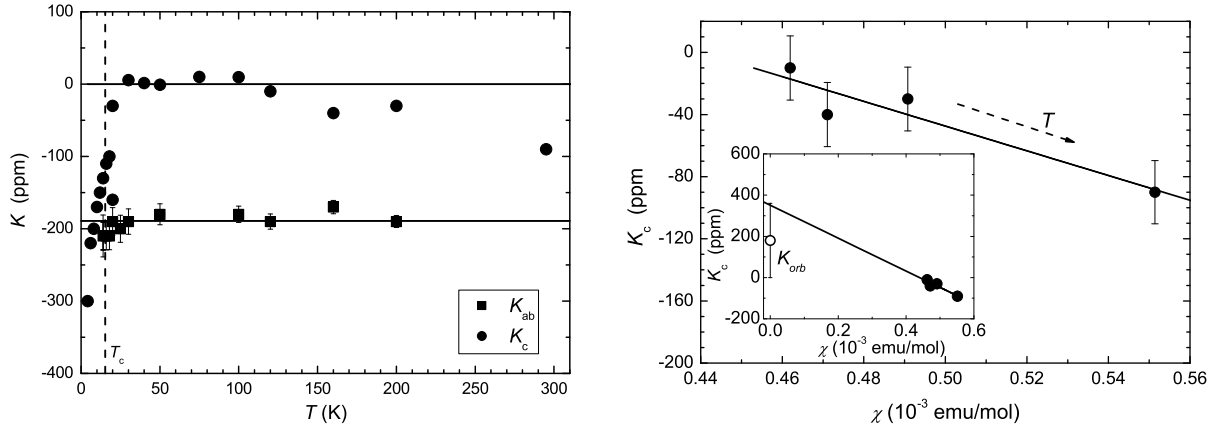 100
0
-100
-200
-300
-400
K (ppm)
0 50 100 150 200 250 300
T (K)
T_c
K_ab
K_c
0
-40
-80
-120
-160
-200
K_c (ppm
0.44 0.46 0.48 0.50 0.52 0.54 0.56
χ (10⁻³ emu/mol)
T
600
400
200
0
-200
K_c (ppm)
K_orb
0.0 0.2 0.4 0.6
χ (10⁻³ emu/mol)